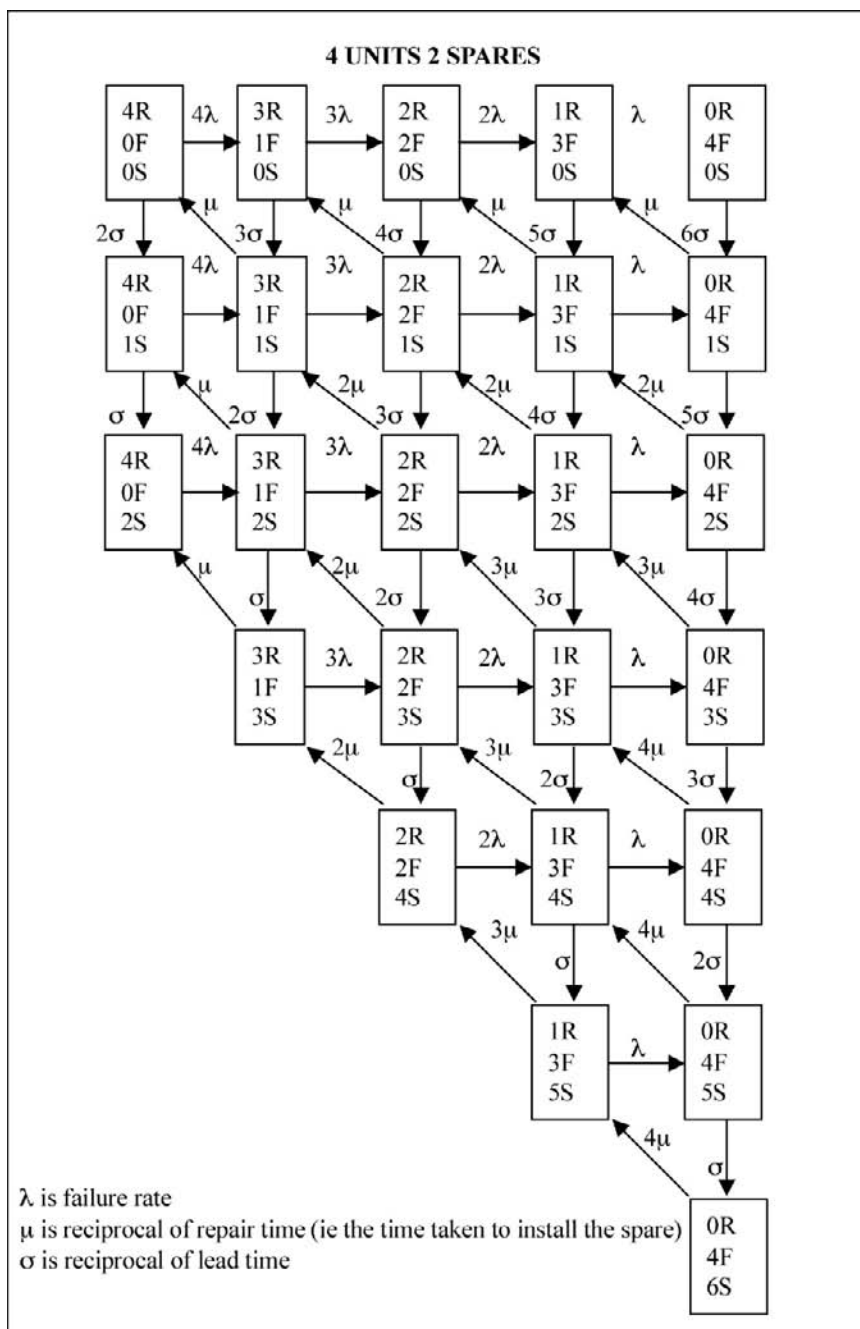 4 UNITS 2 SPARES
4R
0F
0S
4λ
3R
1F
0S
3λ
2R
2F
0S
2λ
1R
3F
0S
λ
0R
4F
0S
2σ
μ
3σ
μ
4σ
μ
5σ
μ
6σ
4R
0F
1S
4λ
3R
1F
1S
3λ
2R
2F
1S
2λ
1R
3F
1S
λ
0R
4F
1S
σ
μ
2σ
2μ
3σ
2μ
4σ
2μ
5σ
4R
0F
2S
4λ
3R
1F
2S
3λ
2R
2F
2S
2λ
1R
3F
2S
λ
0R
4F
2S
μ
σ
2μ
2σ
3μ
3σ
3μ
4σ
3R
1F
3S
3λ
2R
2F
3S
2λ
1R
3F
3S
λ
0R
4F
3S
2μ
σ
3μ
2σ
4μ
3σ
2R
2F
4S
2λ
1R
3F
4S
λ
0R
4F
4S
3μ
σ
4μ
2σ
1R
3F
5S
λ
0R
4F
5S
4μ
σ
0R
4F
6S
λ is failure rate
μ is reciprocal of repair time (ie the time taken to install the spare)
σ is reciprocal of lead time